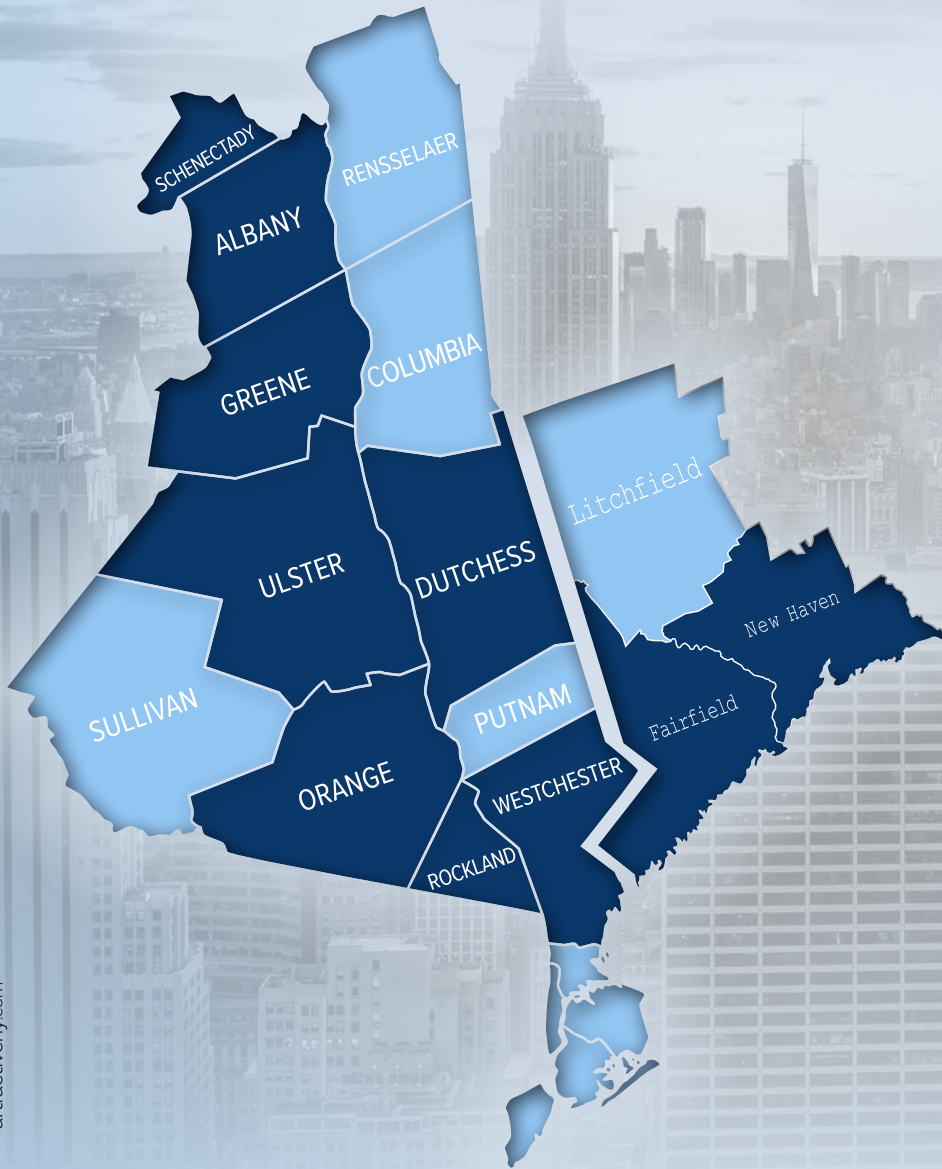 SCHENECTADY
RENSSELAER
ALBANY
COLUMBIA
GREENE
Litchfield
ULSTER
DUTCHESS
New Haven
SULLIVAN
PUTNAM
Fairfield
ORANGE
WESTCHESTER
ROCKLAND